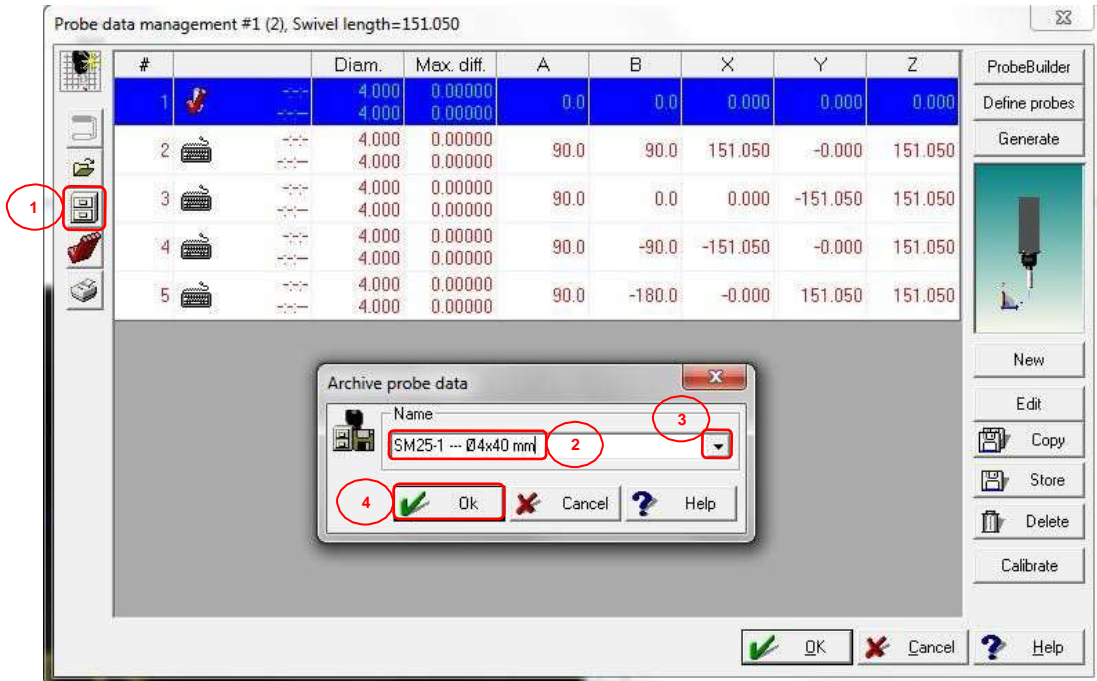 Probe data management #1 (2), Swivel length=151.050
# Diam. Max. diff. A B X Y Z
1 -:-:- 4.000 0.00000 0.0 0.0 0.000 0.000 0.000
-:-:-- 4.000 0.00000
2 -:-:- 4.000 0.00000 90.0 90.0 151.050 -0.000 151.050
-:-:-- 4.000 0.00000
3 -:-:- 4.000 0.00000 90.0 0.0 0.000 -151.050 151.050
-:-:-- 4.000 0.00000
4 -:-:- 4.000 0.00000 90.0 -90.0 -151.050 -0.000 151.050
-:-:-- 4.000 0.00000
5 -:-:- 4.000 0.00000 90.0 -180.0 -0.000 151.050 151.050
-:-:-- 4.000 0.00000
ProbeBuilder
Define probes
Generate
1
Archive probe data
Name
SM25-1 --- Ø4x40 mm
2
3
4
Ok
Cancel
Help
New
Edit
Copy
Store
Delete
Calibrate
OK
Cancel
Help